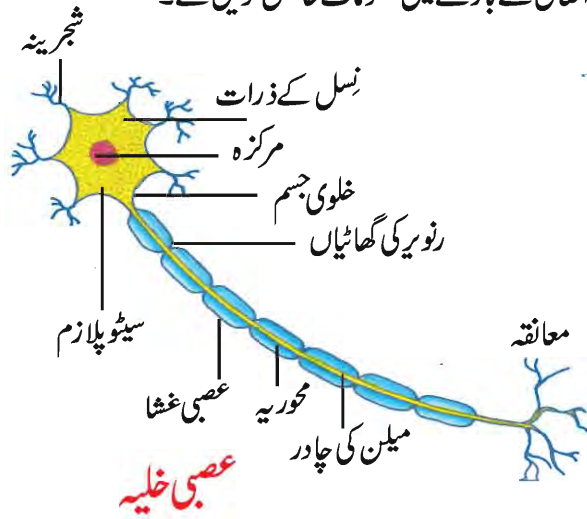 شجرینہ
نِسل کے ذرات
مرکزہ
خلوی جسم
رنویر کی گھاٹیاں
سیٹوپلازم
معانقہ
عصبی غشا
محوریہ
میلن کی چادر
عصبی خلیہ